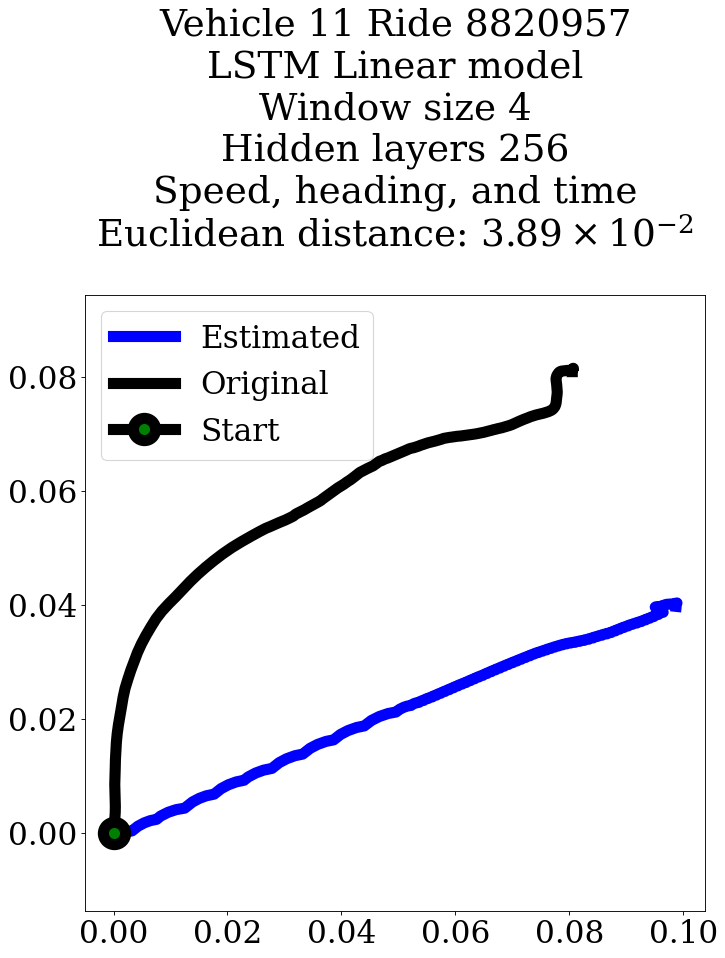 Vehicle 11 Ride 8820957
LSTM Linear model
Window size 4
Hidden layers 256
Speed, heading, and time
Euclidean distance: 3.89 × 10⁻²
Estimated
Original
Start
0.08
0.06
0.04
0.02
0.00
0.00 0.02 0.04 0.06 0.08 0.10